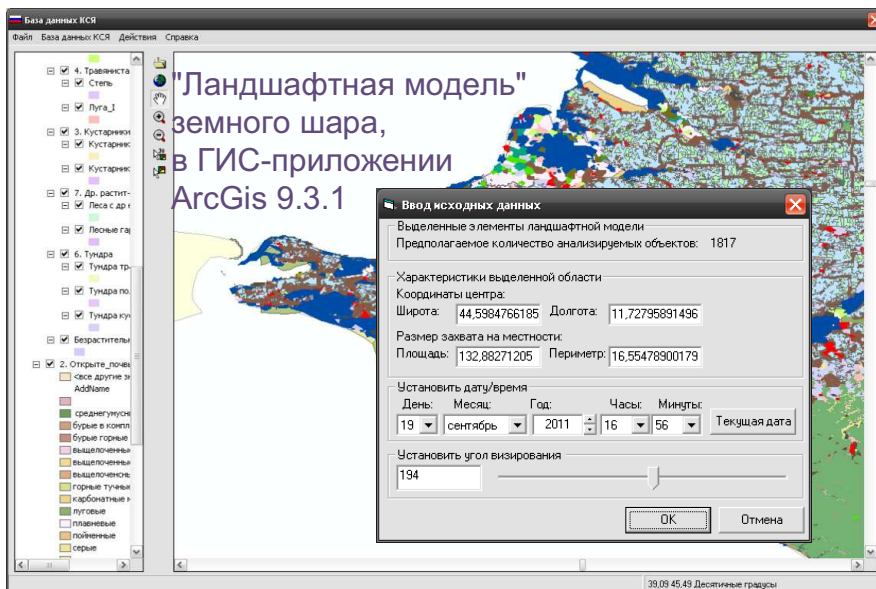 База данных КСЯ
Файл База данных КСЯ Действия Справка
4. Травяниста
Степь
Луга_I
3. Кустарники
Кустарник
Кустарник
7. Др. растит-
Леса с др
Лесные га
6. Тундра
Тундра тр
Тундра по
Тундра ку
Безраститель
2. Открыте_почвы
<все другие з
AddName
среднегумусн
бурые в компл
бурые горные
выщелоченны
выщелоченны
выщелоченснь
горные тучны
карбонатные
луговые
плавневые
пойменные
серые
"Ландшафтная модель"
земного шара,
в ГИС-приложении
ArcGis 9.3.1
Ввод исходных данных
Выделенные элементы ландшафтной модели
Предполагаемое количество анализируемых объектов: 1817
Характеристики выделенной области
Координаты центра:
Широта: 44,5984766185 Долгота: 11,72795891496
Размер захвата на местности:
Площадь: 132,88271205 Периметр: 16,55478900179
Установить дату/время
День: Месяц: Год: Часы: Минуты:
19 сентябрь 2011 16 56 Текущая дата
Установить угол визирования
194
OK Отмена
39,09 45,49 Десятичные градусы